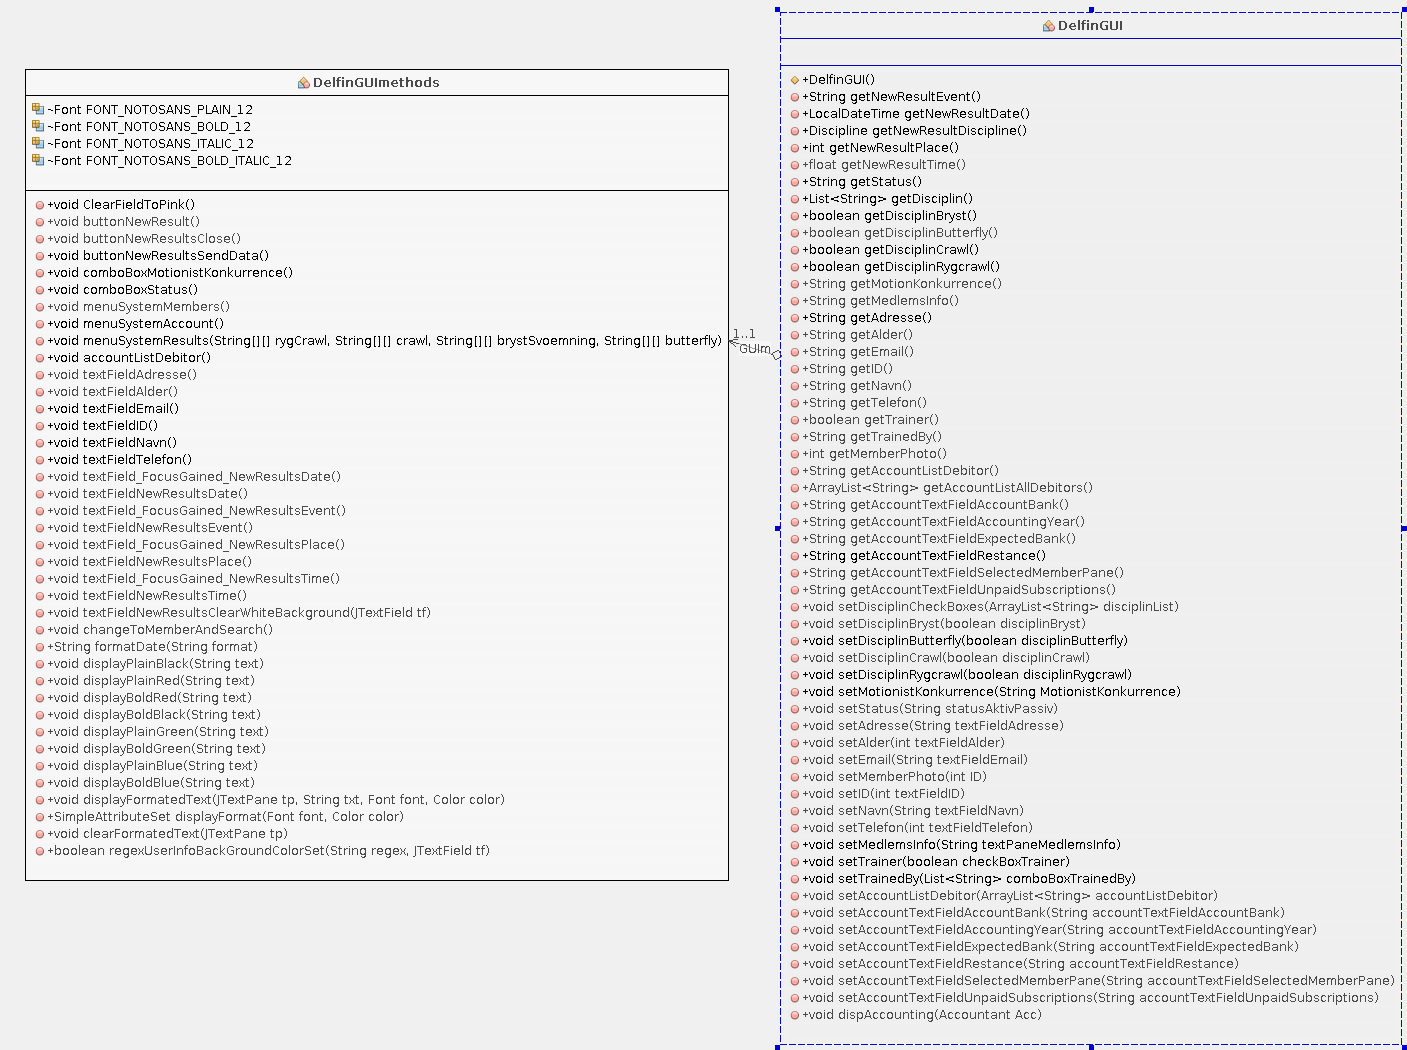 DelfinGUImethods
~Font FONT_NOTOSANS_PLAIN_12
~Font FONT_NOTOSANS_BOLD_12
~Font FONT_NOTOSANS_ITALIC_12
~Font FONT_NOTOSANS_BOLD_ITALIC_12
+void ClearFieldToPink()
+void buttonNewResult()
+void buttonNewResultsClose()
+void buttonNewResultsSendData()
+void comboBoxMotionistKonkurrence()
+void comboBoxStatus()
+void menuSystemMembers()
+void menuSystemAccount()
+void menuSystemResults(String[][] rygCrawl, String[][] crawl, String[][] brystSvoemning, String[][] butterfly)
+void accountListDebitor()
+void textFieldAdresse()
+void textFieldAlder()
+void textFieldEmail()
+void textFieldID()
+void textFieldNavn()
+void textFieldTelefon()
+void textField_FocusGained_NewResultsDate()
+void textFieldNewResultsDate()
+void textField_FocusGained_NewResultsEvent()
+void textFieldNewResultsEvent()
+void textField_FocusGained_NewResultsPlace()
+void textFieldNewResultsPlace()
+void textField_FocusGained_NewResultsTime()
+void textFieldNewResultsTime()
+void textFieldNewResultsClearWhiteBackground(JTextField tf)
+void changeToMemberAndSearch()
+String formatDate(String format)
+void displayPlainBlack(String text)
+void displayPlainRed(String text)
+void displayBoldRed(String text)
+void displayBoldBlack(String text)
+void displayPlainGreen(String text)
+void displayBoldGreen(String text)
+void displayPlainBlue(String text)
+void displayBoldBlue(String text)
+void displayFormatedText(JTextPane tp, String txt, Font font, Color color)
+SimpleAttributeSet displayFormat(Font font, Color color)
+void clearFormatedText(JTextPane tp)
+boolean regexUserInfoBackGroundColorSet(String regex, JTextField tf)
1..1
GUIm
DelfinGUI
+DelfinGUI()
+String getNewResultEvent()
+LocalDateTime getNewResultDate()
+Discipline getNewResultDiscipline()
+int getNewResultPlace()
+float getNewResultTime()
+String getStatus()
+List<String> getDisciplin()
+boolean getDisciplinBryst()
+boolean getDisciplinButterfly()
+boolean getDisciplinCrawl()
+boolean getDisciplinRygcrawl()
+String getMotionKonkurrence()
+String getMedlemsInfo()
+String getAdresse()
+String getAlder()
+String getEmail()
+String getID()
+String getNavn()
+String getTelefon()
+boolean getTrainer()
+String getTrainedBy()
+int getMemberPhoto()
+String getAccountListDebitor()
+ArrayList<String> getAccountListAllDebitors()
+String getAccountTextFieldAccountBank()
+String getAccountTextFieldAccountingYear()
+String getAccountTextFieldExpectedBank()
+String getAccountTextFieldRestance()
+String getAccountTextFieldSelectedMemberPane()
+String getAccountTextFieldUnpaidSubscriptions()
+void setDisciplinCheckBoxes(ArrayList<String> disciplinList)
+void setDisciplinBryst(boolean disciplinBryst)
+void setDisciplinButterfly(boolean disciplinButterfly)
+void setDisciplinCrawl(boolean disciplinCrawl)
+void setDisciplinRygcrawl(boolean disciplinRygcrawl)
+void setMotionistKonkurrence(String MotionistKonkurrence)
+void setStatus(String statusAktivPassiv)
+void setAdresse(String textFieldAdresse)
+void setAlder(int textFieldAlder)
+void setEmail(String textFieldEmail)
+void setMemberPhoto(int ID)
+void setID(int textFieldID)
+void setNavn(String textFieldNavn)
+void setTelefon(int textFieldTelefon)
+void setMedlemsInfo(String textPaneMedlemsInfo)
+void setTrainer(boolean checkBoxTrainer)
+void setTrainedBy(List<String> comboBoxTrainedBy)
+void setAccountListDebitor(ArrayList<String> accountListDebitor)
+void setAccountTextFieldAccountBank(String accountTextFieldAccountBank)
+void setAccountTextFieldAccountingYear(String accountTextFieldAccountingYear)
+void setAccountTextFieldExpectedBank(String accountTextFieldExpectedBank)
+void setAccountTextFieldRestance(String accountTextFieldRestance)
+void setAccountTextFieldSelectedMemberPane(String accountTextFieldSelectedMemberPane)
+void setAccountTextFieldUnpaidSubscriptions(String accountTextFieldUnpaidSubscriptions)
+void dispAccounting(Accountant Acc)